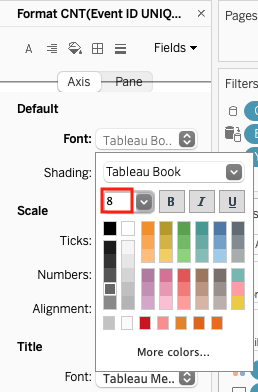 Format CNT(Event ID UNIQ... ×
Pages
A Fields
Axis Pane
Filters
Default
Font: Tableau Bo..
Shading: Tableau Book
8 B I U
Scale
Ticks:
Numbers:
Alignment:
Title
More colors...
Font: Tableau Me..